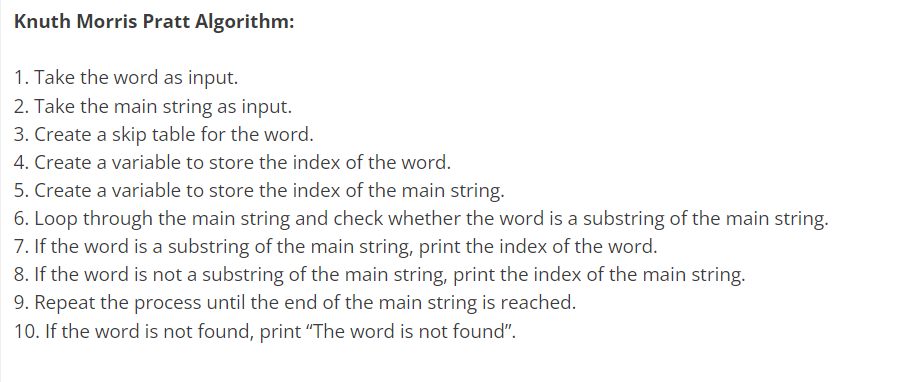 Knuth Morris Pratt Algorithm:
1. Take the word as input.
2. Take the main string as input.
3. Create a skip table for the word.
4. Create a variable to store the index of the word.
5. Create a variable to store the index of the main string.
6. Loop through the main string and check whether the word is a substring of the main string.
7. If the word is a substring of the main string, print the index of the word.
8. If the word is not a substring of the main string, print the index of the main string.
9. Repeat the process until the end of the main string is reached.
10. If the word is not found, print “The word is not found”.